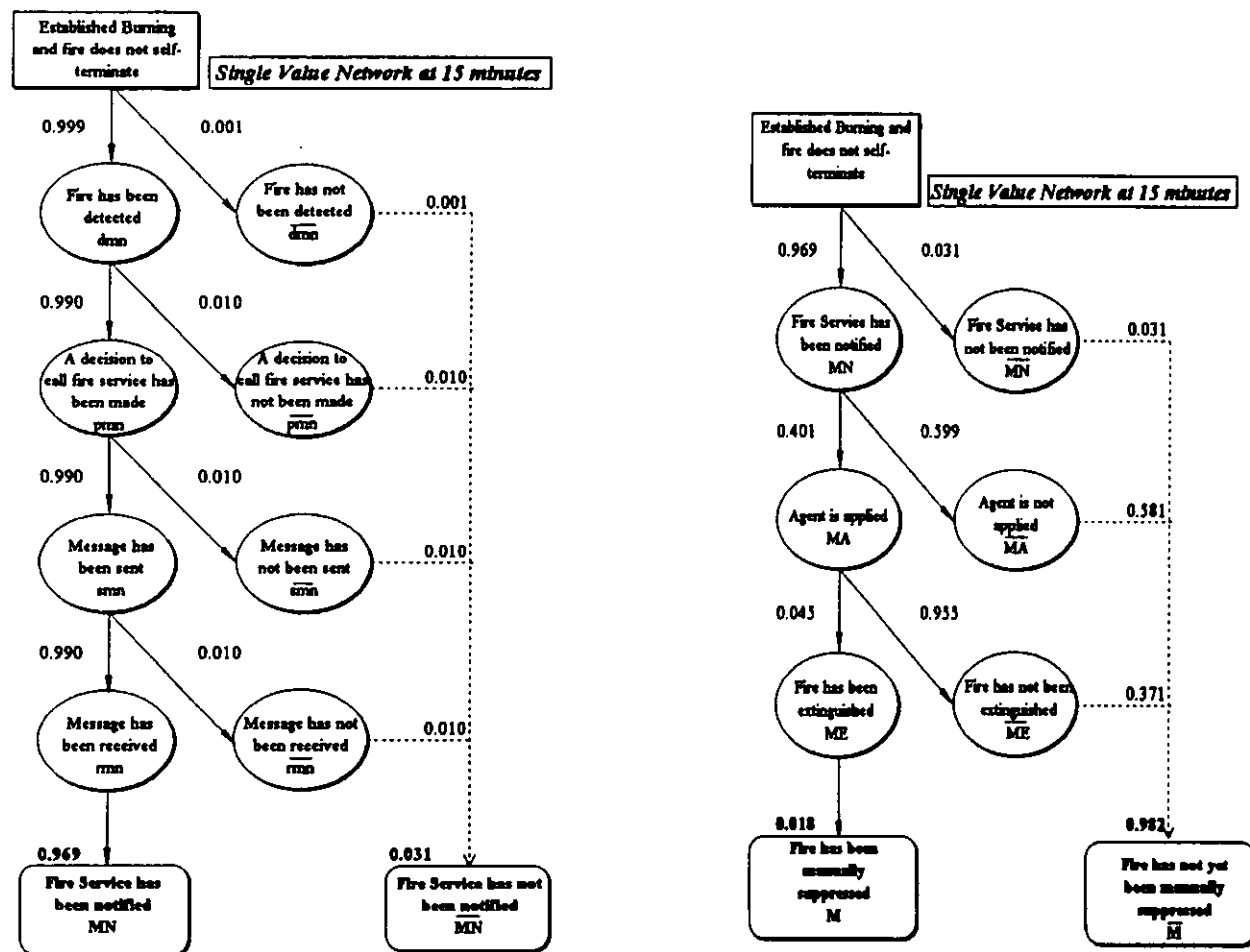 Established Burning
and fire does not self-
terminate
Single Value Network at 15 minutes
0.999
0.001
Fire has been
detected
dmn
Fire has not
been detected
d̅m̅n̅
0.001
0.990
0.010
A decision to
call fire service has
been made
pmn
A decision to
call fire service has
not been made
p̅m̅n̅
0.010
0.990
0.010
Message has
been sent
smn
Message has
not been sent
s̅m̅n̅
0.010
0.990
0.010
Message has
been received
rmn
Message has not
been received
r̅m̅n̅
0.010
0.969
0.031
Fire Service has
been notified
MN
Fire Service has not
been notified
M̅N̅
Established Burning and
fire does not self-
terminate
Single Value Network at 15 minutes
0.969
0.031
Fire Service has
been notified
MN
Fire Service has
not been notified
M̅N̅
0.031
0.401
0.599
Agent is applied
MA
Agent is not
applied
M̅A̅
0.581
0.045
0.955
Fire has been
extinguished
ME
Fire has not been
extinguished
M̅E̅
0.371
0.018
0.982
Fire has been
manually
suppressed
M
Fire has not yet
been manually
suppressed
M̅